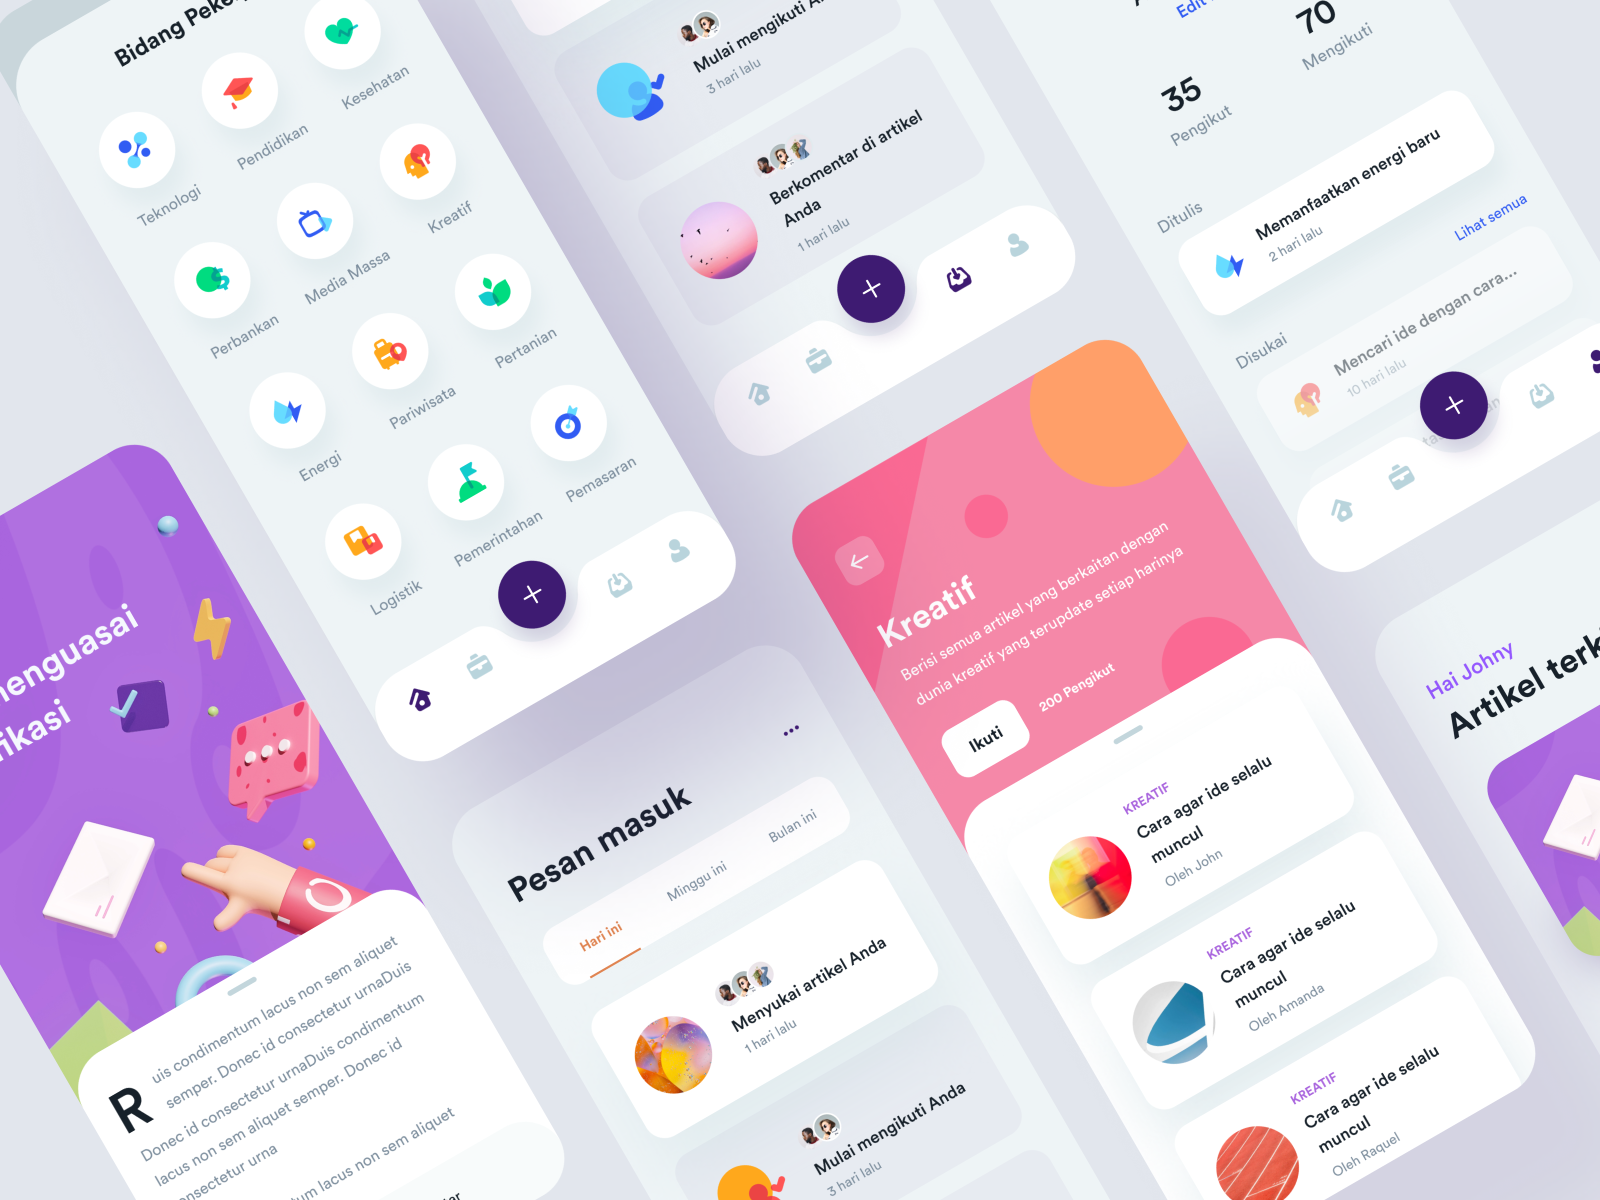 Bidang
Teknologi
Pendidikan
Kesehatan
Perbankan
Media Massa
Kreatif
Energi
Pariwisata
Pertanian
Logistik
Pemerintahan
Pemasaran
Mulai mengikuti
3 hari lalu
Berkomentar di artikel
Anda
1 hari lalu
Edit
35
Pengikut
70
Mengikuti
Ditulis
Memanfaatkan energi baru
2 hari lalu
Lihat semua
Disukai
Mencari ide dengan cara...
10 hari lalu
uis condimentum lacus non sem aliquet
R
semper. Donec id consectetur urnaDuis
Donec id consectetur urnaDuis condimentum
lacus non sem aliquet semper. Donec id
onsectetur urna
lacus non sem aliquet
Pesan masuk
Hari ini
Minggu ini
Bulan ini
Menyukai artikel Anda
1 hari lalu
Mulai mengikuti Anda
3 hari lalu
Kreatif
Berisi semua artikel yang berkaitan dengan
dunia kreatif yang terupdate setiap harinya
Ikuti
200 Pengikut
KREATIF
Cara agar ide selalu
muncul
Oleh John
KREATIF
Cara agar ide selalu
muncul
Oleh Amanda
KREATIF
Cara agar ide selalu
muncul
Oleh Raquel
Hai Johny
Artikel